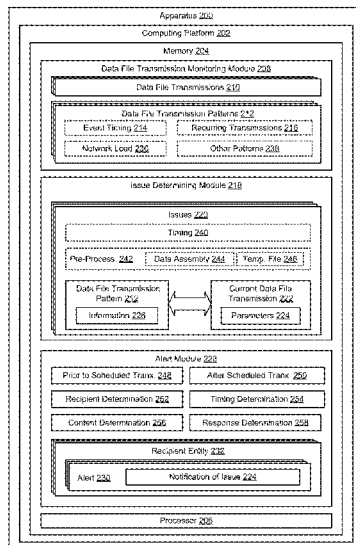 Apparatus 200
Computing Platform 202
Memory 204
Data File Transmission Monitoring Module 208
Data File Transmissions 210
Data File Transmission Patterns 212
Event Timing 214
Recurring Transmissions 216
Network Load 236
Other Patterns 238
Issue Determining Module 218
Issues 220
Timing 240
Pre-Process. 242
Data Assembly 244
Temp. File 246
Data File Transmission Pattern 212
Information 226
Current Data File Transmission 222
Parameters 224
Alert Module 228
Prior to Scheduled Tranx. 248
After Scheduled Tranx. 250
Recipient Determination 252
Timing Determination 254
Content Determination 256
Response Determination 258
Recipient Entity 232
Alert 230
Notification of Issue 224
Processor 206